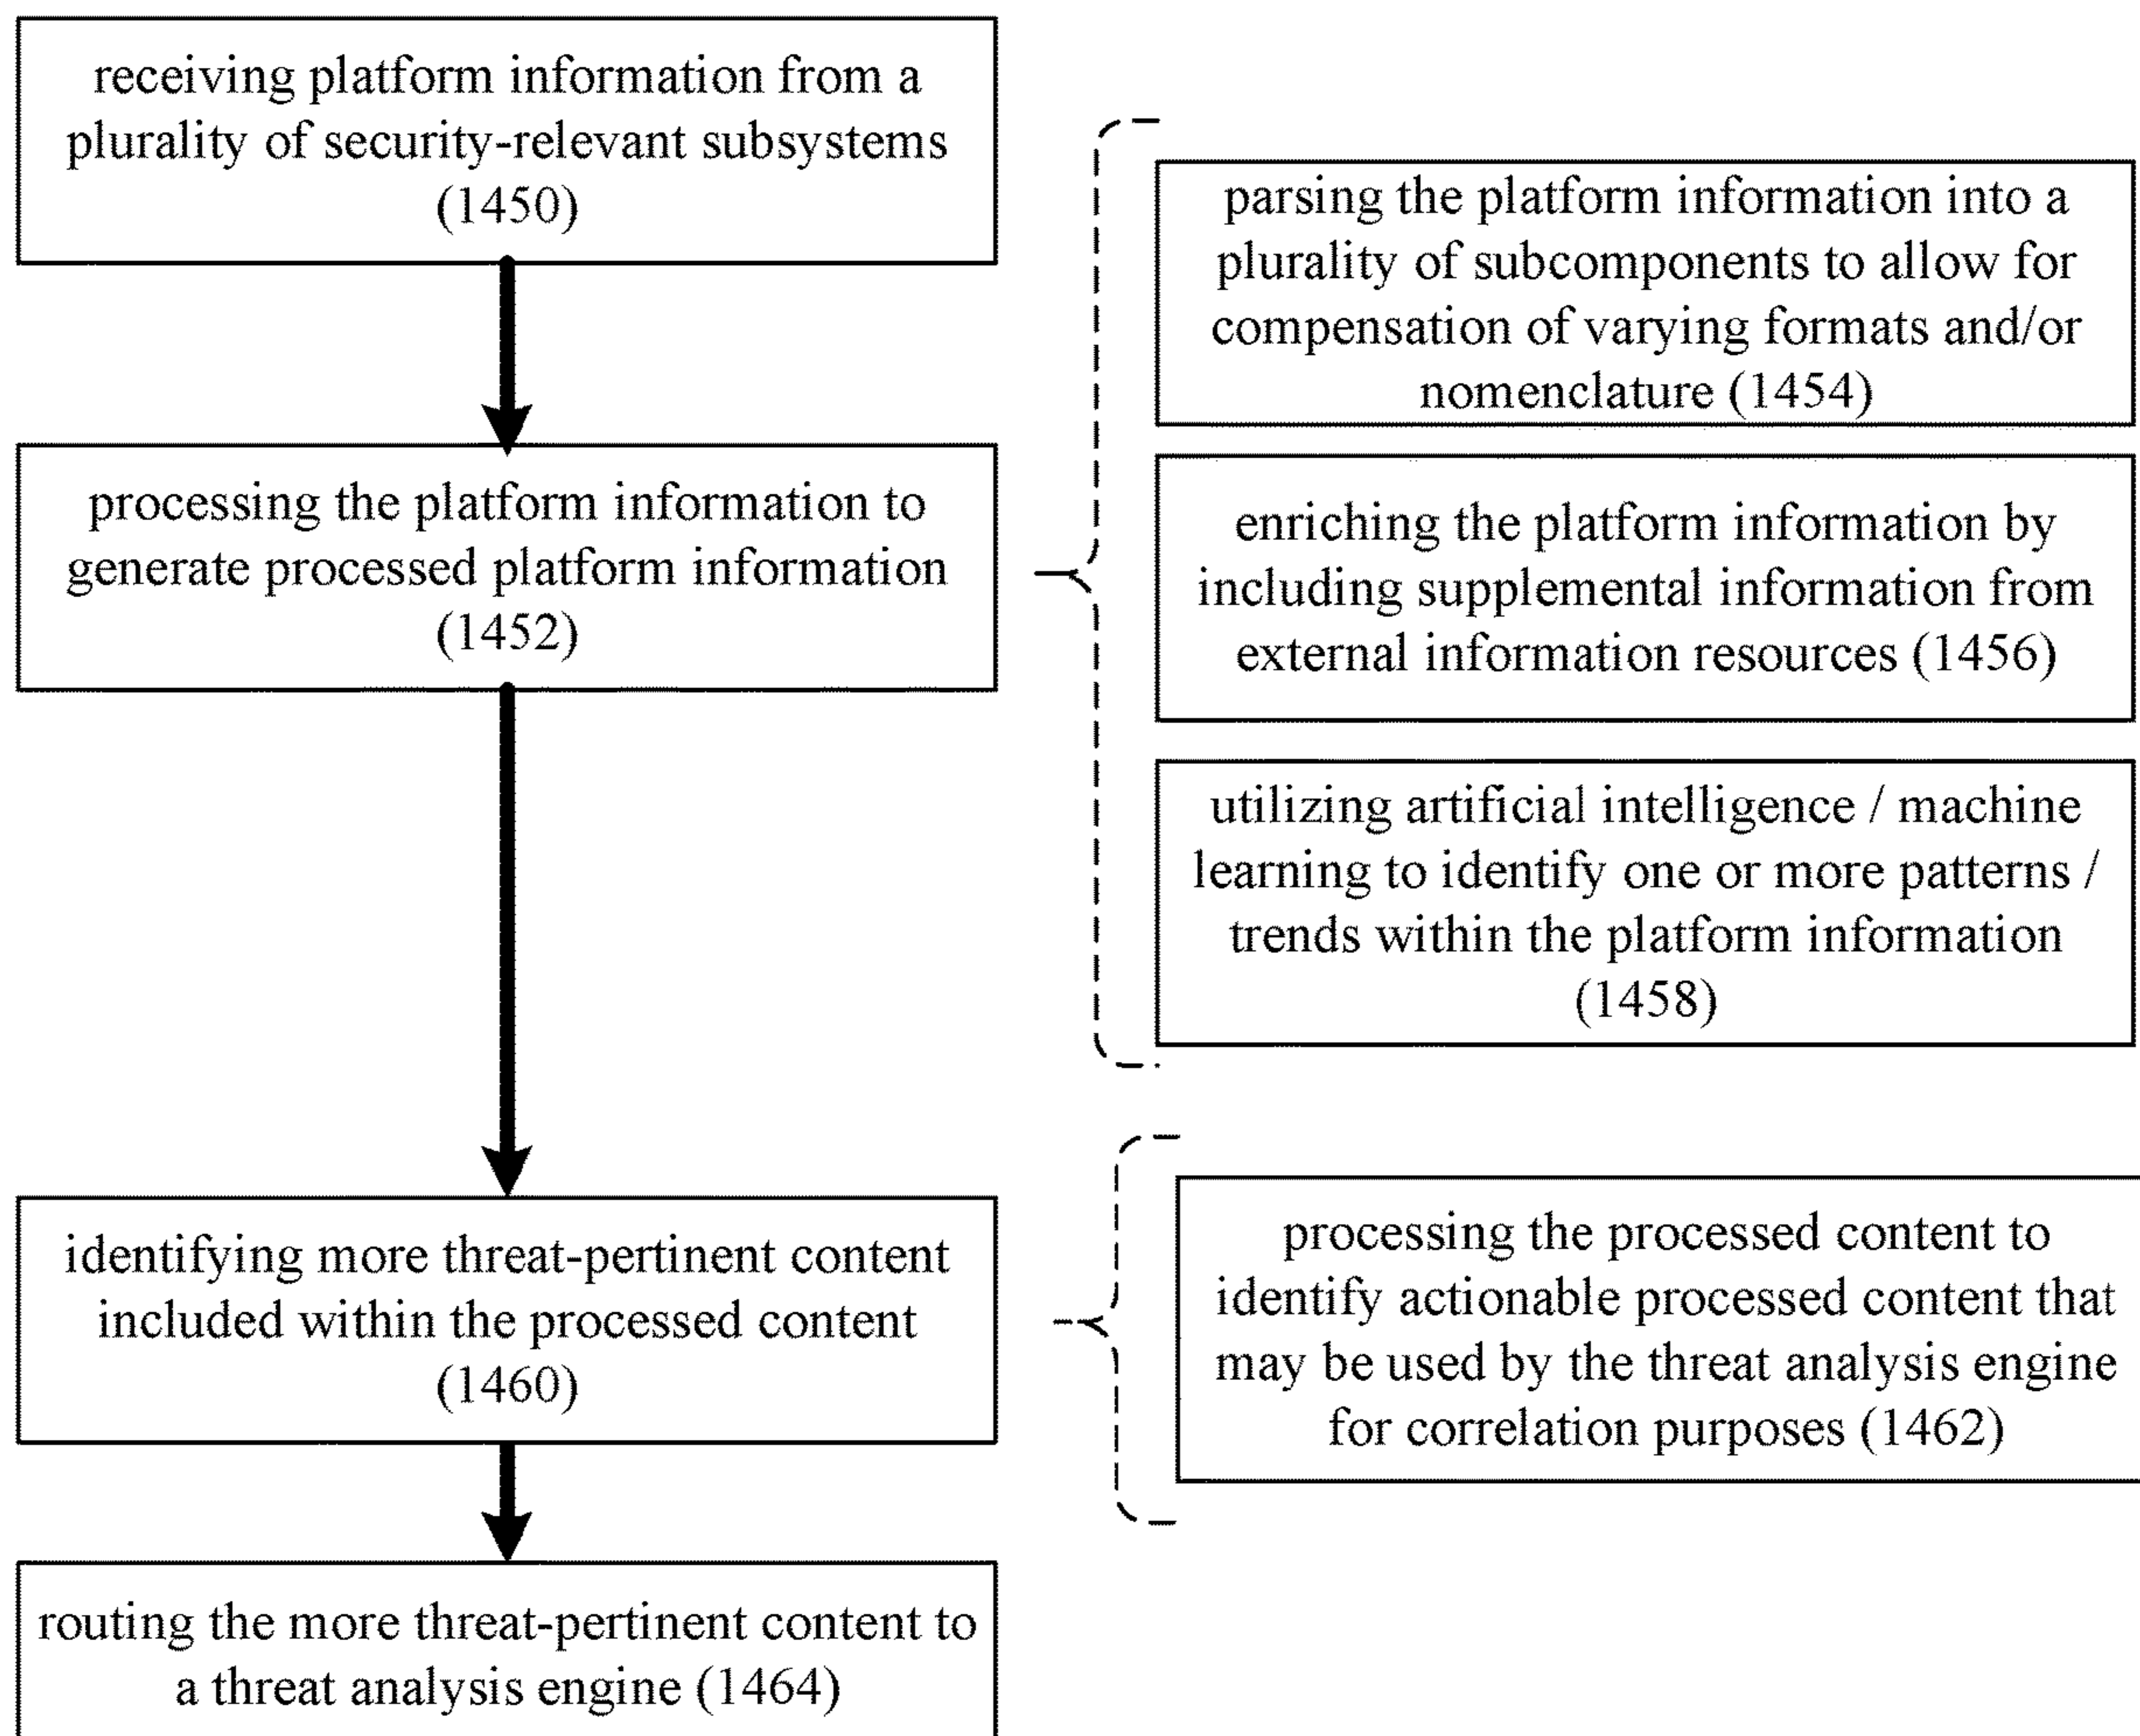 receiving platform information from a
plurality of security-relevant subsystems
(1450)
processing the platform information to
generate processed platform information
(1452)
parsing the platform information into a
plurality of subcomponents to allow for
compensation of varying formats and/or
nomenclature (1454)
enriching the platform information by
including supplemental information from
external information resources (1456)
utilizing artificial intelligence / machine
learning to identify one or more patterns /
trends within the platform information
(1458)
identifying more threat-pertinent content
included within the processed content
(1460)
processing the processed content to
identify actionable processed content that
may be used by the threat analysis engine
for correlation purposes (1462)
routing the more threat-pertinent content to
a threat analysis engine (1464)